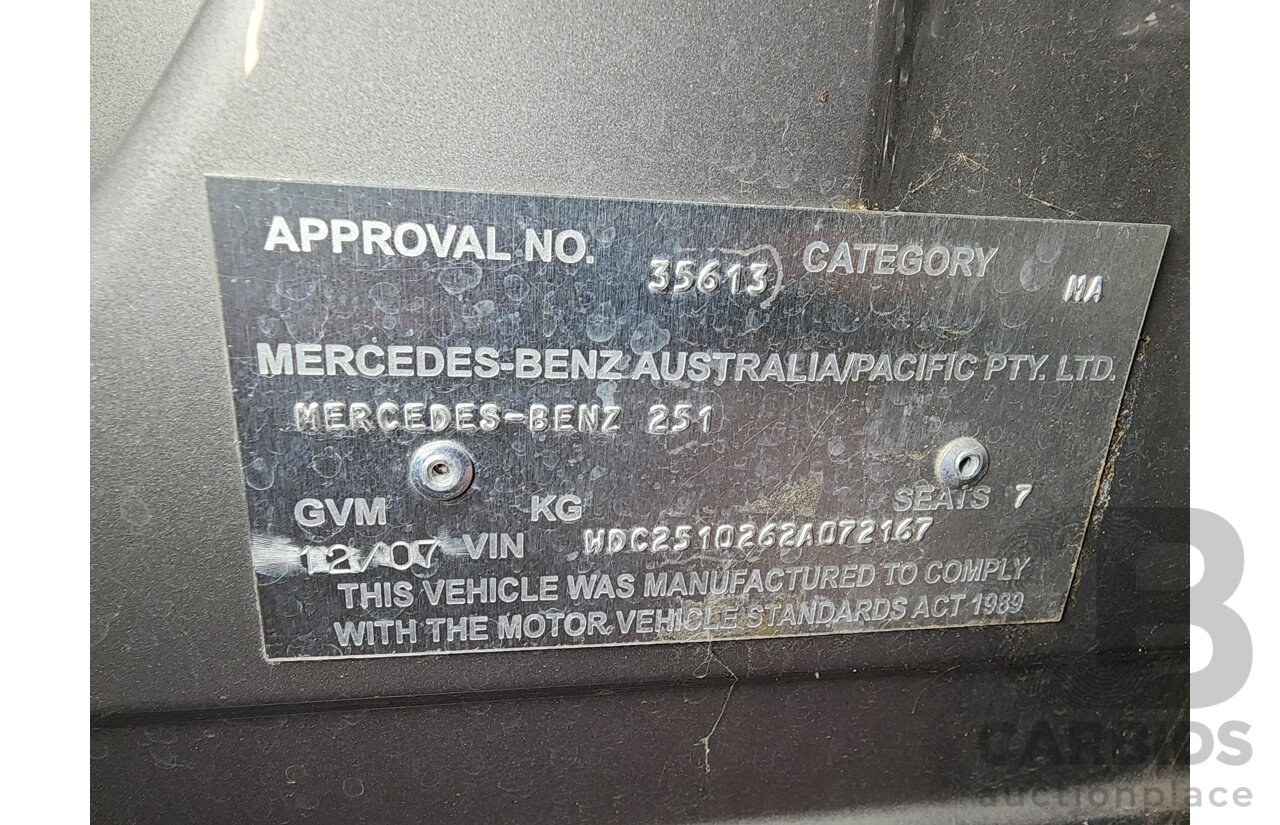 APPROVAL NO. 35613 CATEGORY MA
MERCEDES-BENZ AUSTRALIA/PACIFIC PTY. LTD.
MERCEDES-BENZ 251
GVM KG SEATS 7
12/07 VIN WDC2510262A072167
THIS VEHICLE WAS MANUFACTURED TO COMPLY
WITH THE MOTOR VEHICLE STANDARDS ACT 1989
B
CARBIDS
auctionplace